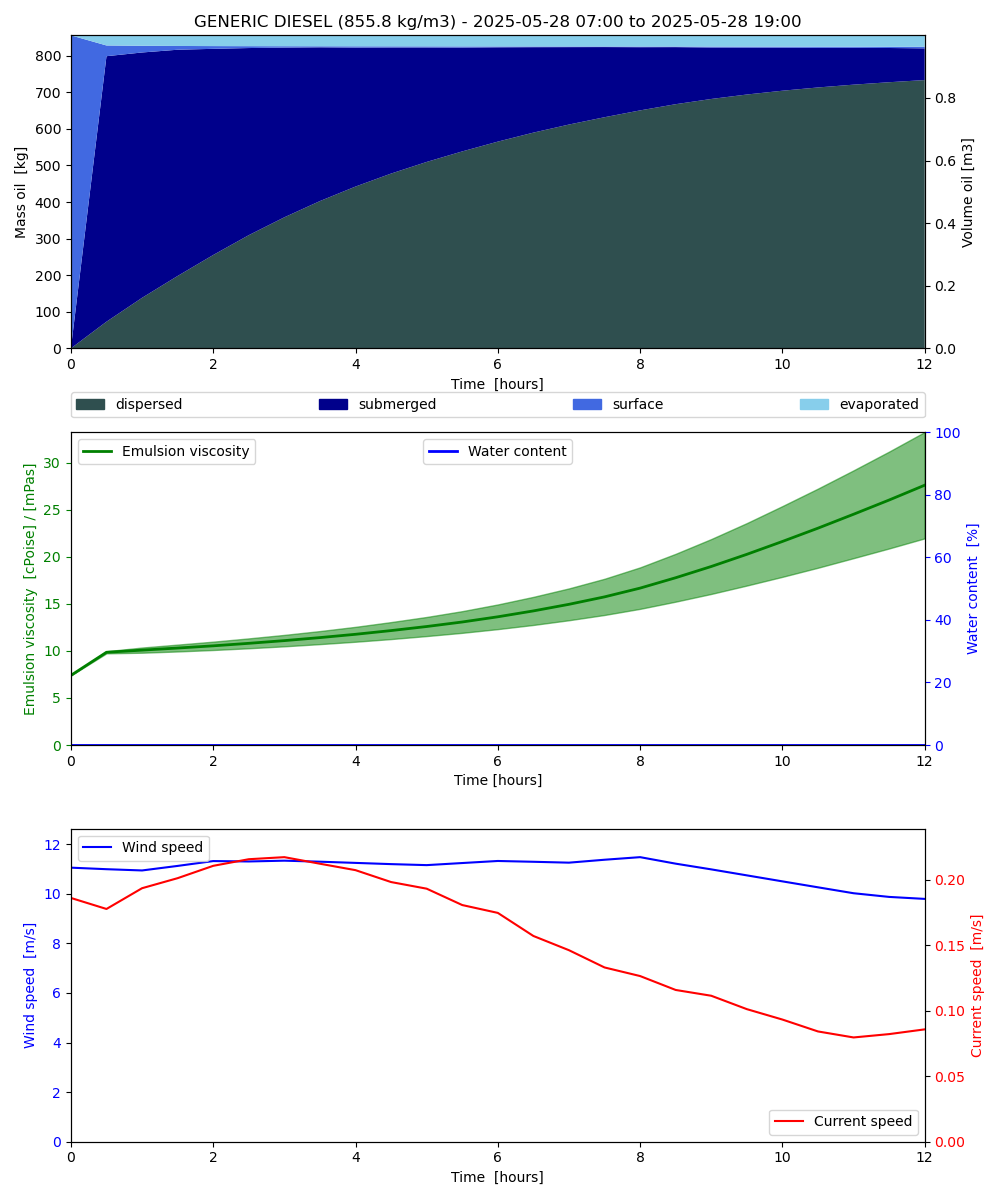 GENERIC DIESEL (855.8 kg/m3) - 2025-05-28 07:00 to 2025-05-28 19:00
Mass oil  [kg]
800
700
600
500
400
300
200
100
0
0.8
0.6
0.4
0.2
0.0
Volume oil [m3]
0 2 4 6 8 10 12
Time  [hours]
dispersed submerged surface evaporated
Emulsion viscosity Water content
Emulsion viscosity  [cPoise] / [mPas]
30
25
20
15
10
5
0
100
80
60
40
20
0
Water content  [%]
0 2 4 6 8 10 12
Time [hours]
Wind speed
Wind speed  [m/s]
12
10
8
6
4
2
0
0.20
0.15
0.10
0.05
0.00
Current speed  [m/s]
Current speed
0 2 4 6 8 10 12
Time  [hours]